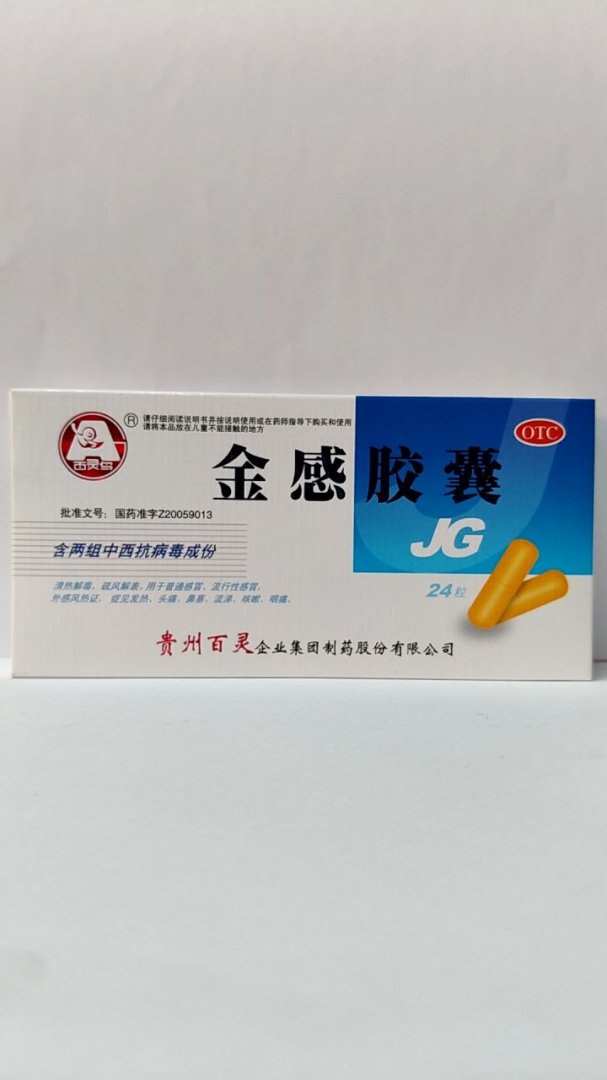 百灵鸟
®
请仔细阅读说明书并按说明使用或在药师指导下购买和使用
请将本品放在儿童不能接触的地方
OTC
金感胶囊
批准文号：国药准字Z20059013
JG
含两组中西抗病毒成份
清热解毒，疏风解表。用于普通感冒，流行性感冒，
外感风热证，症见发热、头痛、鼻塞、流涕、咳嗽、咽痛。
24粒
贵州百灵企业集团制药股份有限公司